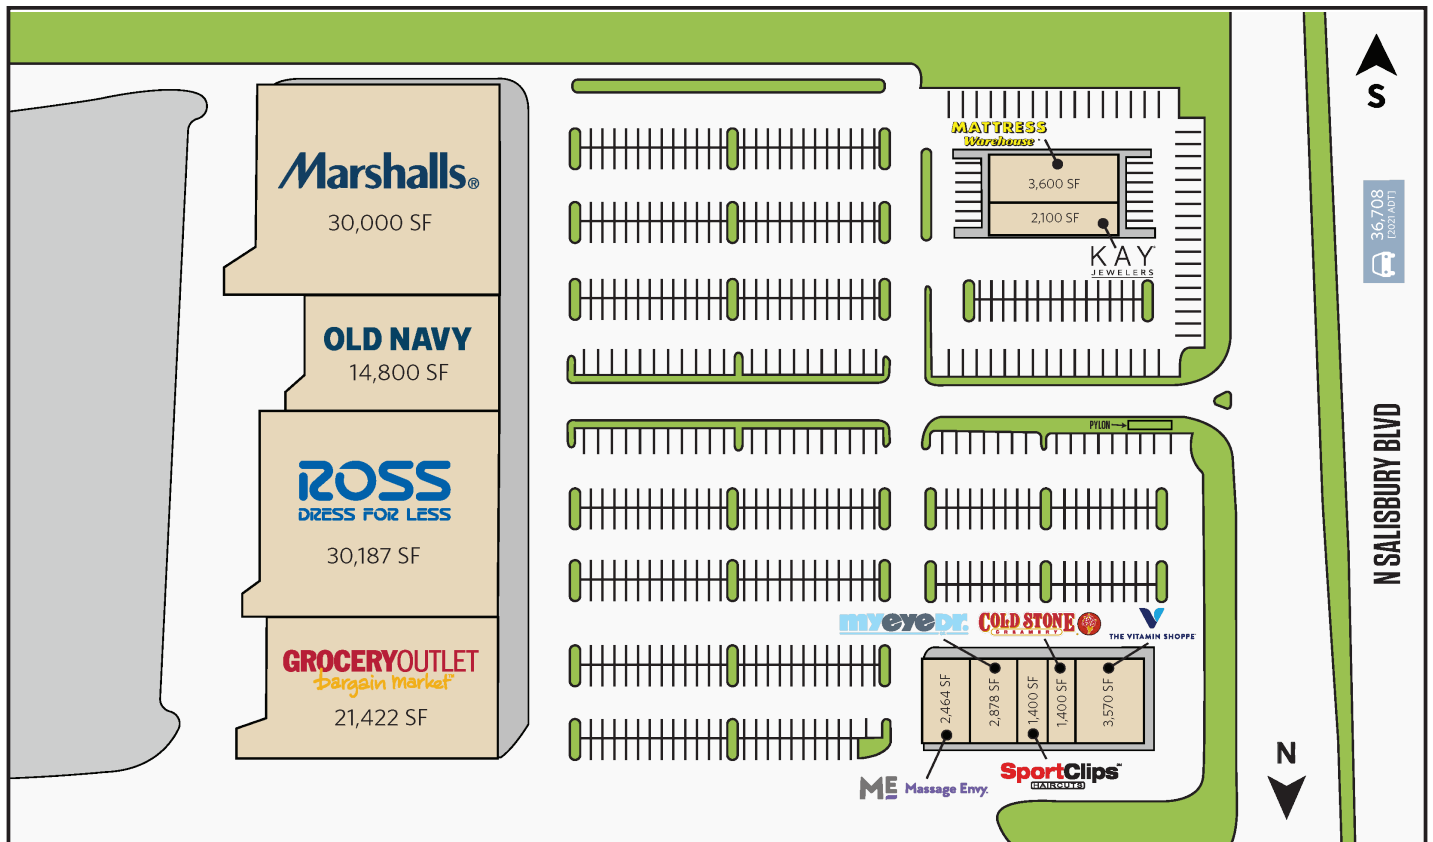 S
MATTRESS
Warehouse
3,600 SF
2,100 SF
KAY
JEWELERS
36,708
[2021 ADT]
Marshalls®
30,000 SF
OLD NAVY
14,800 SF
ROSS
DRESS FOR LESS
30,187 SF
GROCERY OUTLET
bargain market™
21,422 SF
PYLON
N SALISBURY BLVD
myeyedr.
COLD STONE
CREAMERY
THE VITAMIN SHOPPE
2,464 SF
2,878 SF
1,400 SF
1,400 SF
3,570 SF
ME Massage Envy.
SportClips™
HAIRCUTS
N